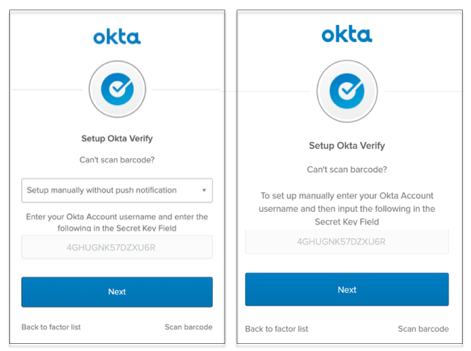 okta
Setup Okta Verify
Can't scan barcode?
Setup manually without push notification
Enter your Okta Account username and enter the
following in the Secret Key Field
4GHUGNK57DZXU6R
Next
Back to factor list Scan barcode
okta
Setup Okta Verify
Can't scan barcode?
To set up manually enter your Okta Account
username and then input the following in the
Secret Key Field
4GHUGNK57DZXU6R
Next
Back to factor list Scan barcode